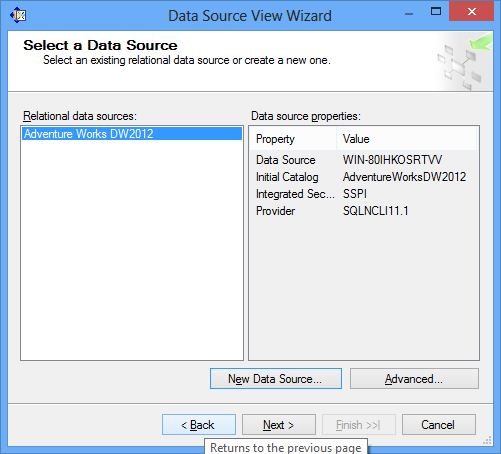 Data Source View Wizard
Select a Data Source
Select an existing relational data source or create a new one.
Relational data sources:
Data source properties:
Adventure Works DW2012
Property Value
Data Source WIN-80IHKOSRTVV
Initial Catalog AdventureWorksDW2012
Integrated Sec... SSPI
Provider SQLNCLI11.1
New Data Source... Advanced...
< Back Next > Finish >>| Cancel
Returns to the previous page